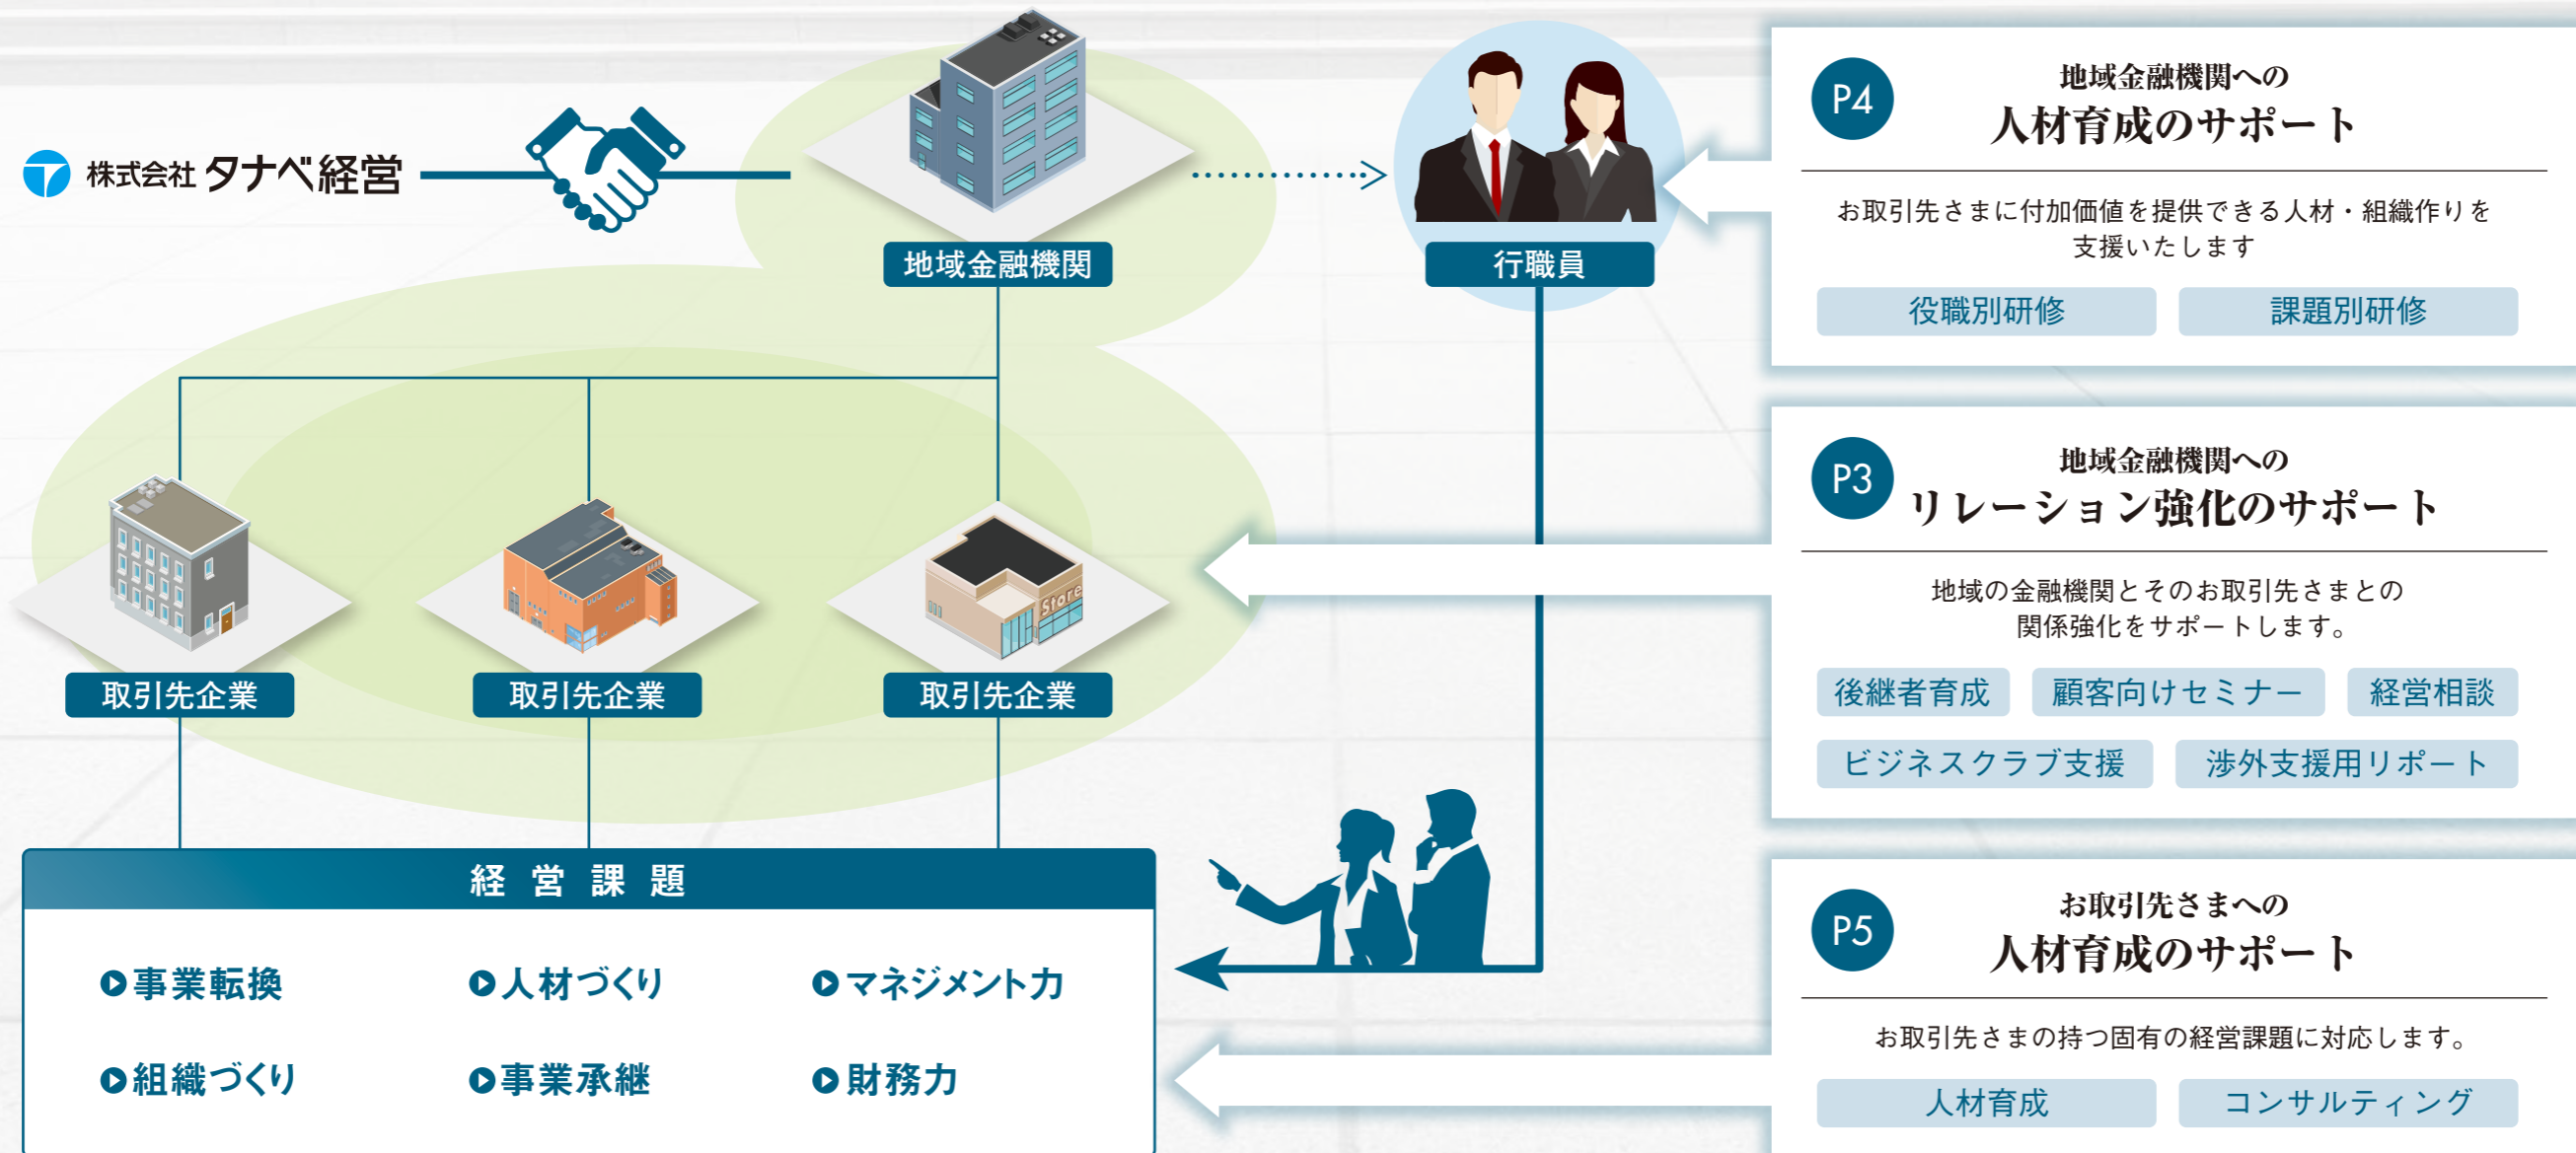 株式会社 タナベ経営
地域金融機関
行職員
取引先企業
取引先企業
取引先企業
Store
経営課題
事業転換
人材づくり
マネジメント力
組織づくり
事業承継
財務力
P4
地域金融機関への
人材育成のサポート
お取引先さまに付加価値を提供できる人材・組織作りを
支援いたします
役職別研修
課題別研修
P3
地域金融機関への
リレーション強化のサポート
地域の金融機関とそのお取引先さまとの
関係強化をサポートします。
後継者育成
顧客向けセミナー
経営相談
ビジネスクラブ支援
渉外支援用リポート
P5
お取引先さまへの
人材育成のサポート
お取引先さまの持つ固有の経営課題に対応します。
人材育成
コンサルティング